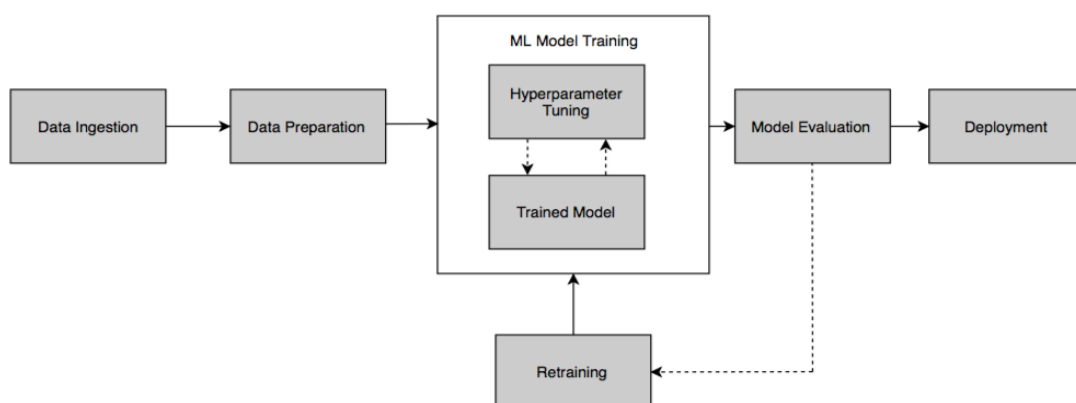 ML Model Training
Hyperparameter
Tuning
Data Ingestion
Data Preparation
Model Evaluation
Deployment
Trained Model
Retraining